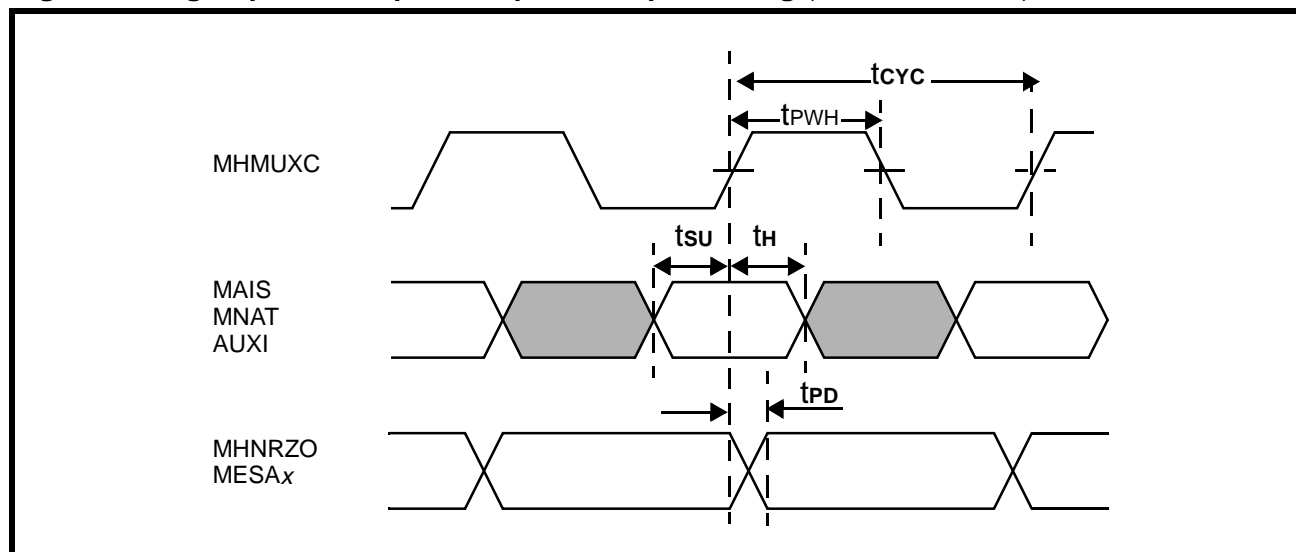 tCYC
tPWH
MHMUXC
tSU tH
MAIS
MNAT
AUXI
tPD
MHNRZO
MESAx